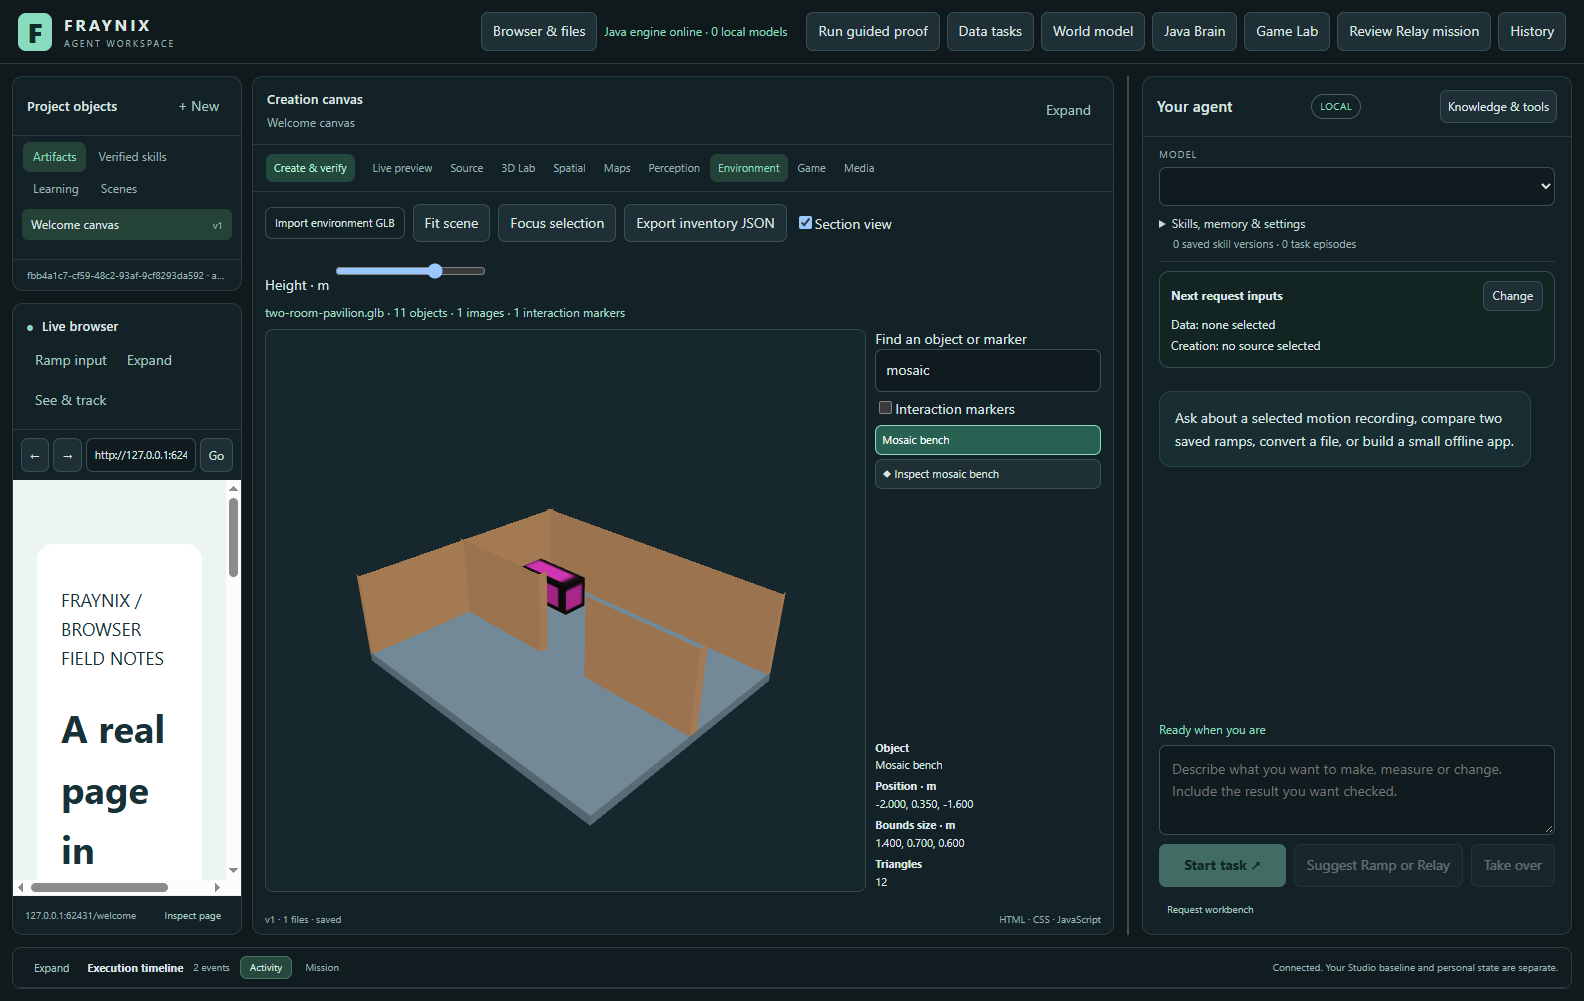 F
FRAYNIX
AGENT WORKSPACE
Browser & files
Java engine online · 0 local models
Run guided proof
Data tasks
World model
Java Brain
Game Lab
Review Relay mission
History
Project objects
+ New
Artifacts
Verified skills
Learning
Scenes
Welcome canvas
v1
fbb4a1c7-cf59-48c2-93af-9cf8293da592 · a...
Live browser
Ramp input
Expand
See & track
←
→
http://127.0.0.1:624
Go
FRAYNIX /
BROWSER
FIELD NOTES
A real
page
in
127.0.0.1:62431/welcome
Inspect page
Creation canvas
Welcome canvas
Expand
Create & verify
Live preview
Source
3D Lab
Spatial
Maps
Perception
Environment
Game
Media
Import environment GLB
Fit scene
Focus selection
Export inventory JSON
Section view
Height · m
two-room-pavilion.glb · 11 objects · 1 images · 1 interaction markers
Find an object or marker
mosaic
Interaction markers
Mosaic bench
◆ Inspect mosaic bench
Object
Mosaic bench
Position · m
-2.000, 0.350, -1.600
Bounds size · m
1.400, 0.700, 0.600
Triangles
12
v1 · 1 files · saved
HTML · CSS · JavaScript
Your agent
LOCAL
Knowledge & tools
MODEL
Skills, memory & settings
0 saved skill versions · 0 task episodes
Next request inputs
Change
Data: none selected
Creation: no source selected
Ask about a selected motion recording, compare two
saved ramps, convert a file, or build a small offline app.
Ready when you are
Describe what you want to make, measure or change.
Include the result you want checked.
Start task ↗
Suggest Ramp or Relay
Take over
Request workbench
Expand
Execution timeline
2 events
Activity
Mission
Connected. Your Studio baseline and personal state are separate.